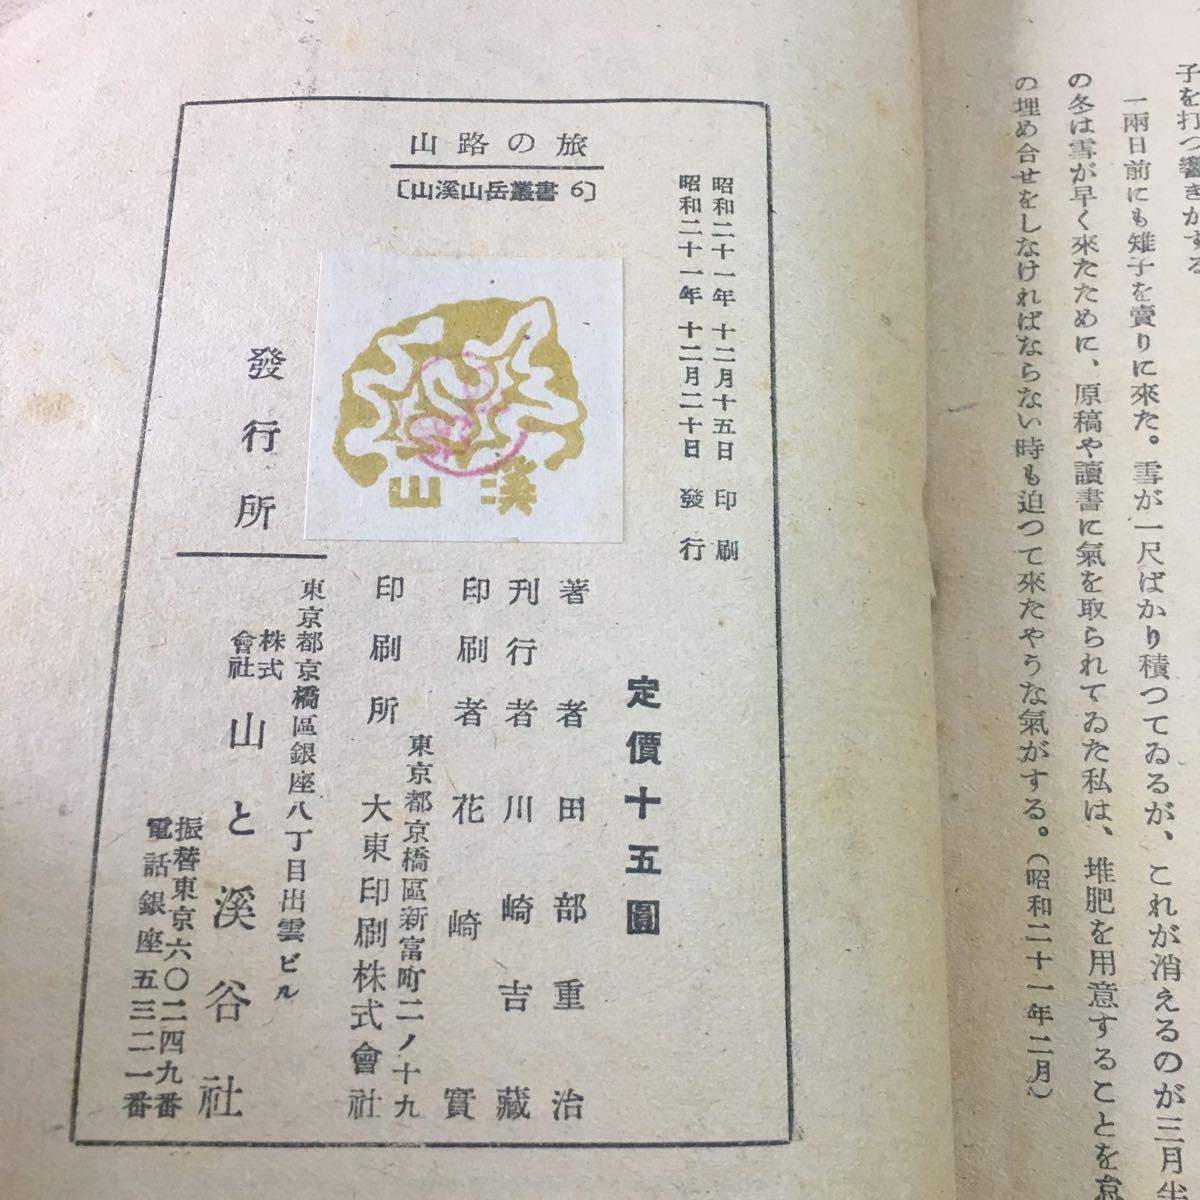 子を打つ響きがする
一兩日前にも雉子を賣りに來た。雪が一尺ばかり積つてゐるが、これが消えるのが三月
の冬は雪が早く來たために、原稿や讀書に氣を取られてゐた私は、堆肥を用意することを
の埋め合せをしなければならない時も迫つて來たやうな氣がする。（昭和二十一年二月）
山路の旅
〔山溪山岳叢書 6〕
昭和二十一年 十二月十五日 印刷
昭和二十一年 十二月二十日 發行
山溪
定價十五圓
著者 田部重治
刊行者 川崎吉藏
印刷者 花崎實
東京都京橋區新富町二ノ十九
印刷所 大東印刷株式會社
東京都京橋區銀座八丁目出雲ビル
發行所 株式會社 山と溪谷社
振替東京六〇二四九番
電話銀座五三二一番